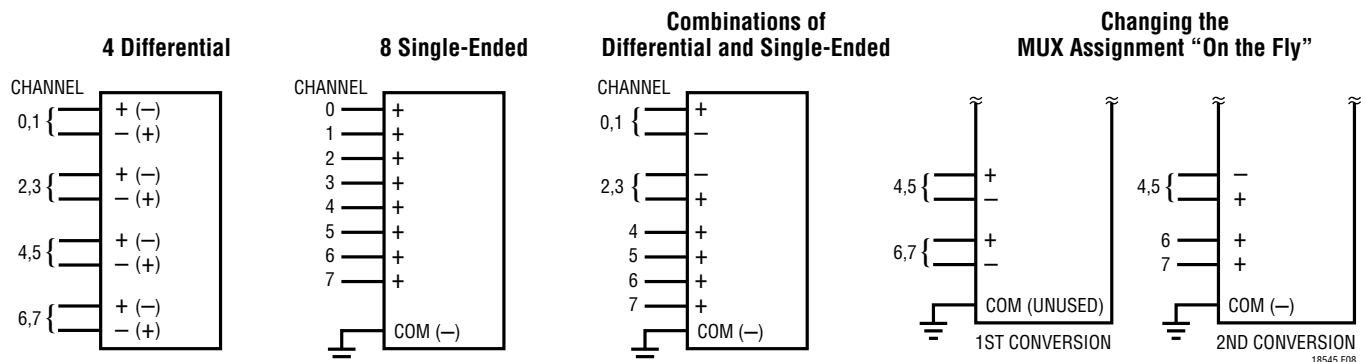 4 Differential
CHANNEL
0,1 { + (–)
– (+)
2,3 { + (–)
– (+)
4,5 { + (–)
– (+)
6,7 { + (–)
– (+)
8 Single-Ended
CHANNEL
0 +
1 +
2 +
3 +
4 +
5 +
6 +
7 +
COM (–)
Combinations of
Differential and Single-Ended
CHANNEL
0,1 { +
–
2,3 { –
+
4 +
5 +
6 +
7 +
COM (–)
Changing the
MUX Assignment “On the Fly”
4,5 { +
–
6,7 { +
–
COM (UNUSED)
1ST CONVERSION
4,5 { –
+
6 +
7 +
COM (–)
2ND CONVERSION
18545 F08